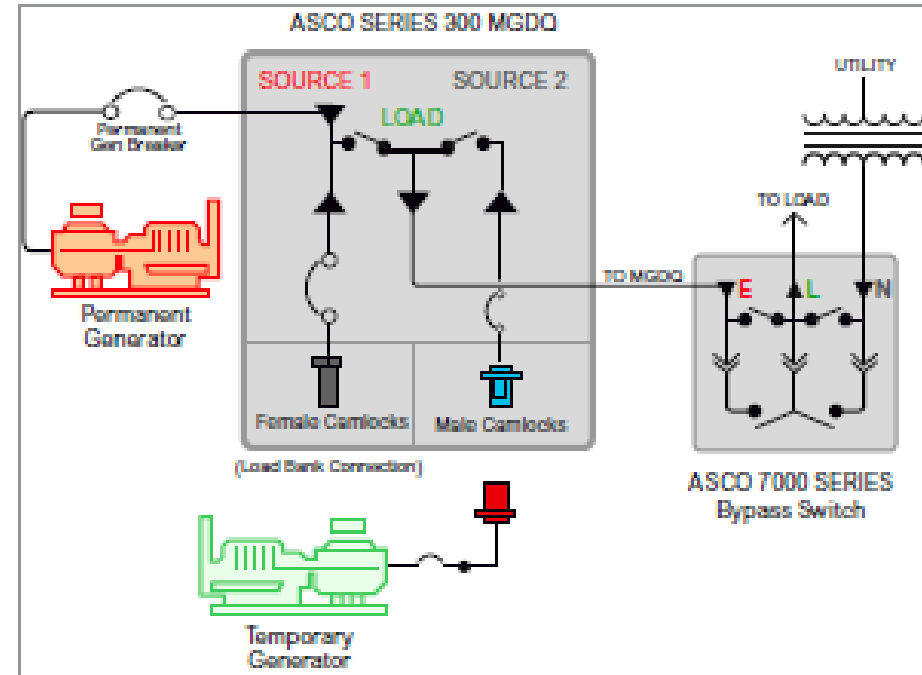 ASCO SERIES 300 MGDQ
SOURCE 1
SOURCE 2
LOAD
UTILITY
Permanent
Gen Breaker
TO LOAD
TO MGDQ
E
L
N
Permanent
Generator
Female Camlocks
Male Camlocks
(Load Bank Connection)
ASCO 7000 SERIES
Bypass Switch
Temporary
Generator